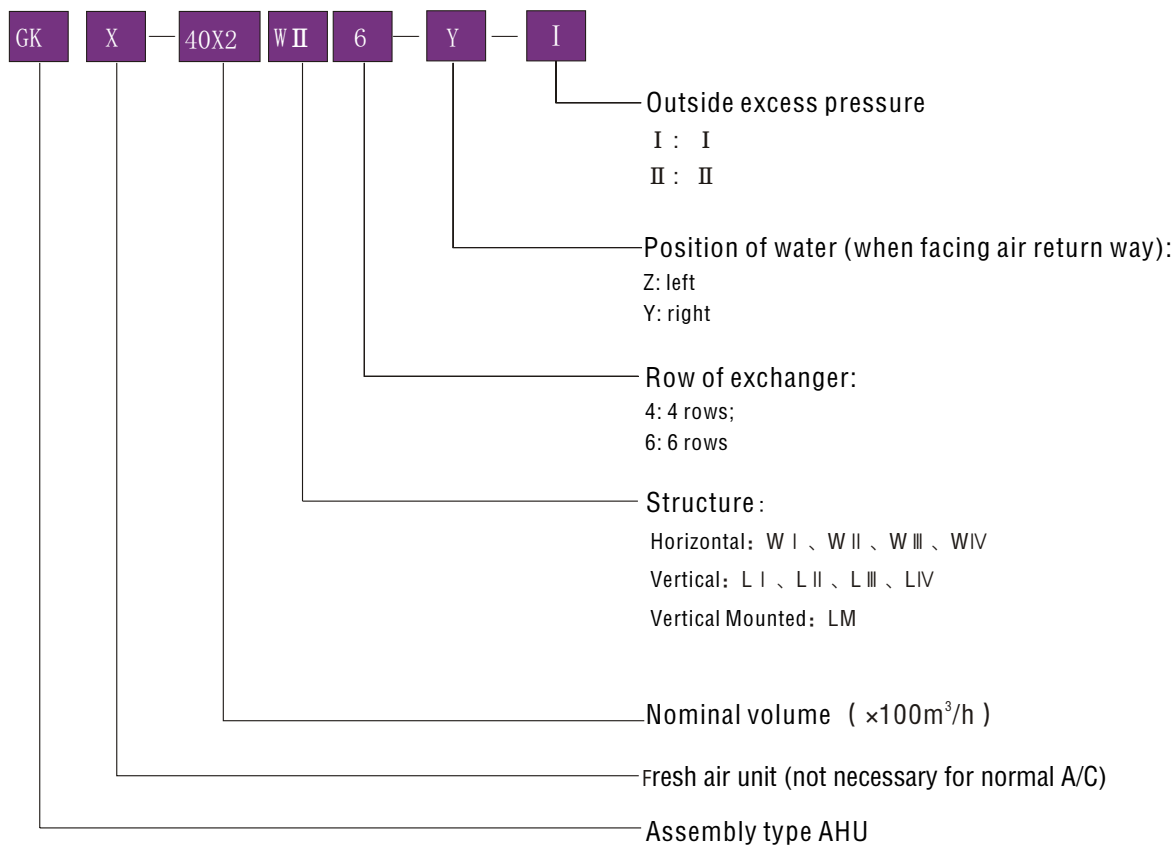 GK X — 40X2 WⅡ 6 — Y — Ⅰ
Outside excess pressure
Ⅰ: Ⅰ
Ⅱ: Ⅱ
Position of water (when facing air return way):
Z: left
Y: right
Row of exchanger:
4: 4 rows;
6: 6 rows
Structure:
Horizontal: WⅠ、WⅡ、WⅢ、WⅣ
Vertical: LⅠ、LⅡ、LⅢ、LⅣ
Vertical Mounted: LM
Nominal volume (×100m³/h)
Fresh air unit (not necessary for normal A/C)
Assembly type AHU